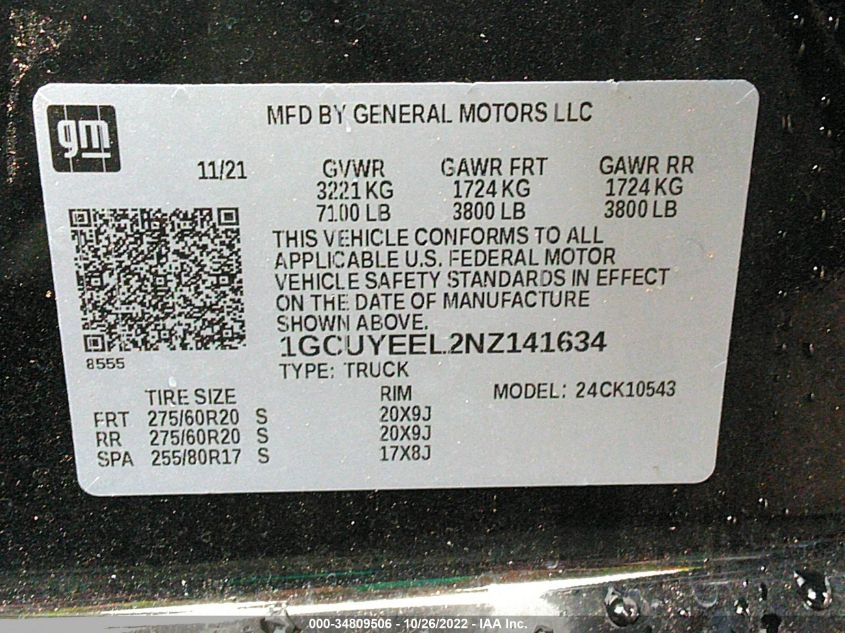 MFD BY GENERAL MOTORS LLC
gm
11/21 GVWR GAWR FRT GAWR RR
3221 KG 1724 KG 1724 KG
7100 LB 3800 LB 3800 LB
THIS VEHICLE CONFORMS TO ALL
APPLICABLE U.S. FEDERAL MOTOR
VEHICLE SAFETY STANDARDS IN EFFECT
ON THE DATE OF MANUFACTURE
SHOWN ABOVE.
1GCUYEEL2NZ141634
8555
TYPE: TRUCK
TIRE SIZE RIM MODEL: 24CK10543
FRT 275/60R20 S 20X9J
RR 275/60R20 S 20X9J
SPA 255/80R17 S 17X8J
000-34809506 - 10/26/2022 - IAA Inc.